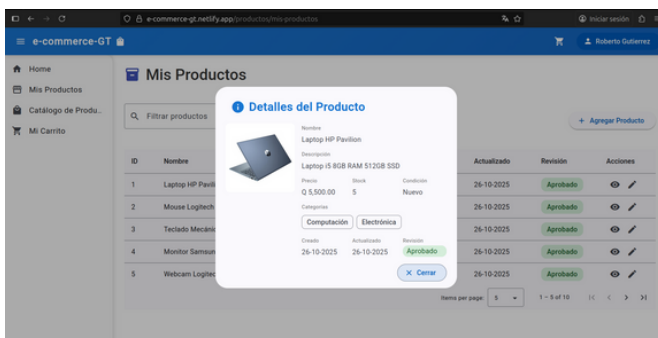 e-commerce-gt.netlify.app/productos/mis-productos
Iniciar sesión
e-commerce-GT
Roberto Gutierrez
Home
Mis Productos
Catálogo de Produ..
Mi Carrito
Mis Productos
Filtrar productos
Agregar Producto
ID Nombre Actualizado Revisión Acciones
1 Laptop HP Pavili 26-10-2025 Aprobado
2 Mouse Logitech 26-10-2025 Aprobado
3 Teclado Mecánic 26-10-2025 Aprobado
4 Monitor Samsun 26-10-2025 Aprobado
5 Webcam Logitec 26-10-2025 Aprobado
Items per page: 5 1 – 5 of 10
Detalles del Producto
Nombre
Laptop HP Pavilion
Descripción
Laptop i5 8GB RAM 512GB SSD
Precio Stock Condición
Q 5,500.00 5 Nuevo
Categorías
Computación Electrónica
Creado Actualizado Revisión
26-10-2025 26-10-2025 Aprobado
Cerrar